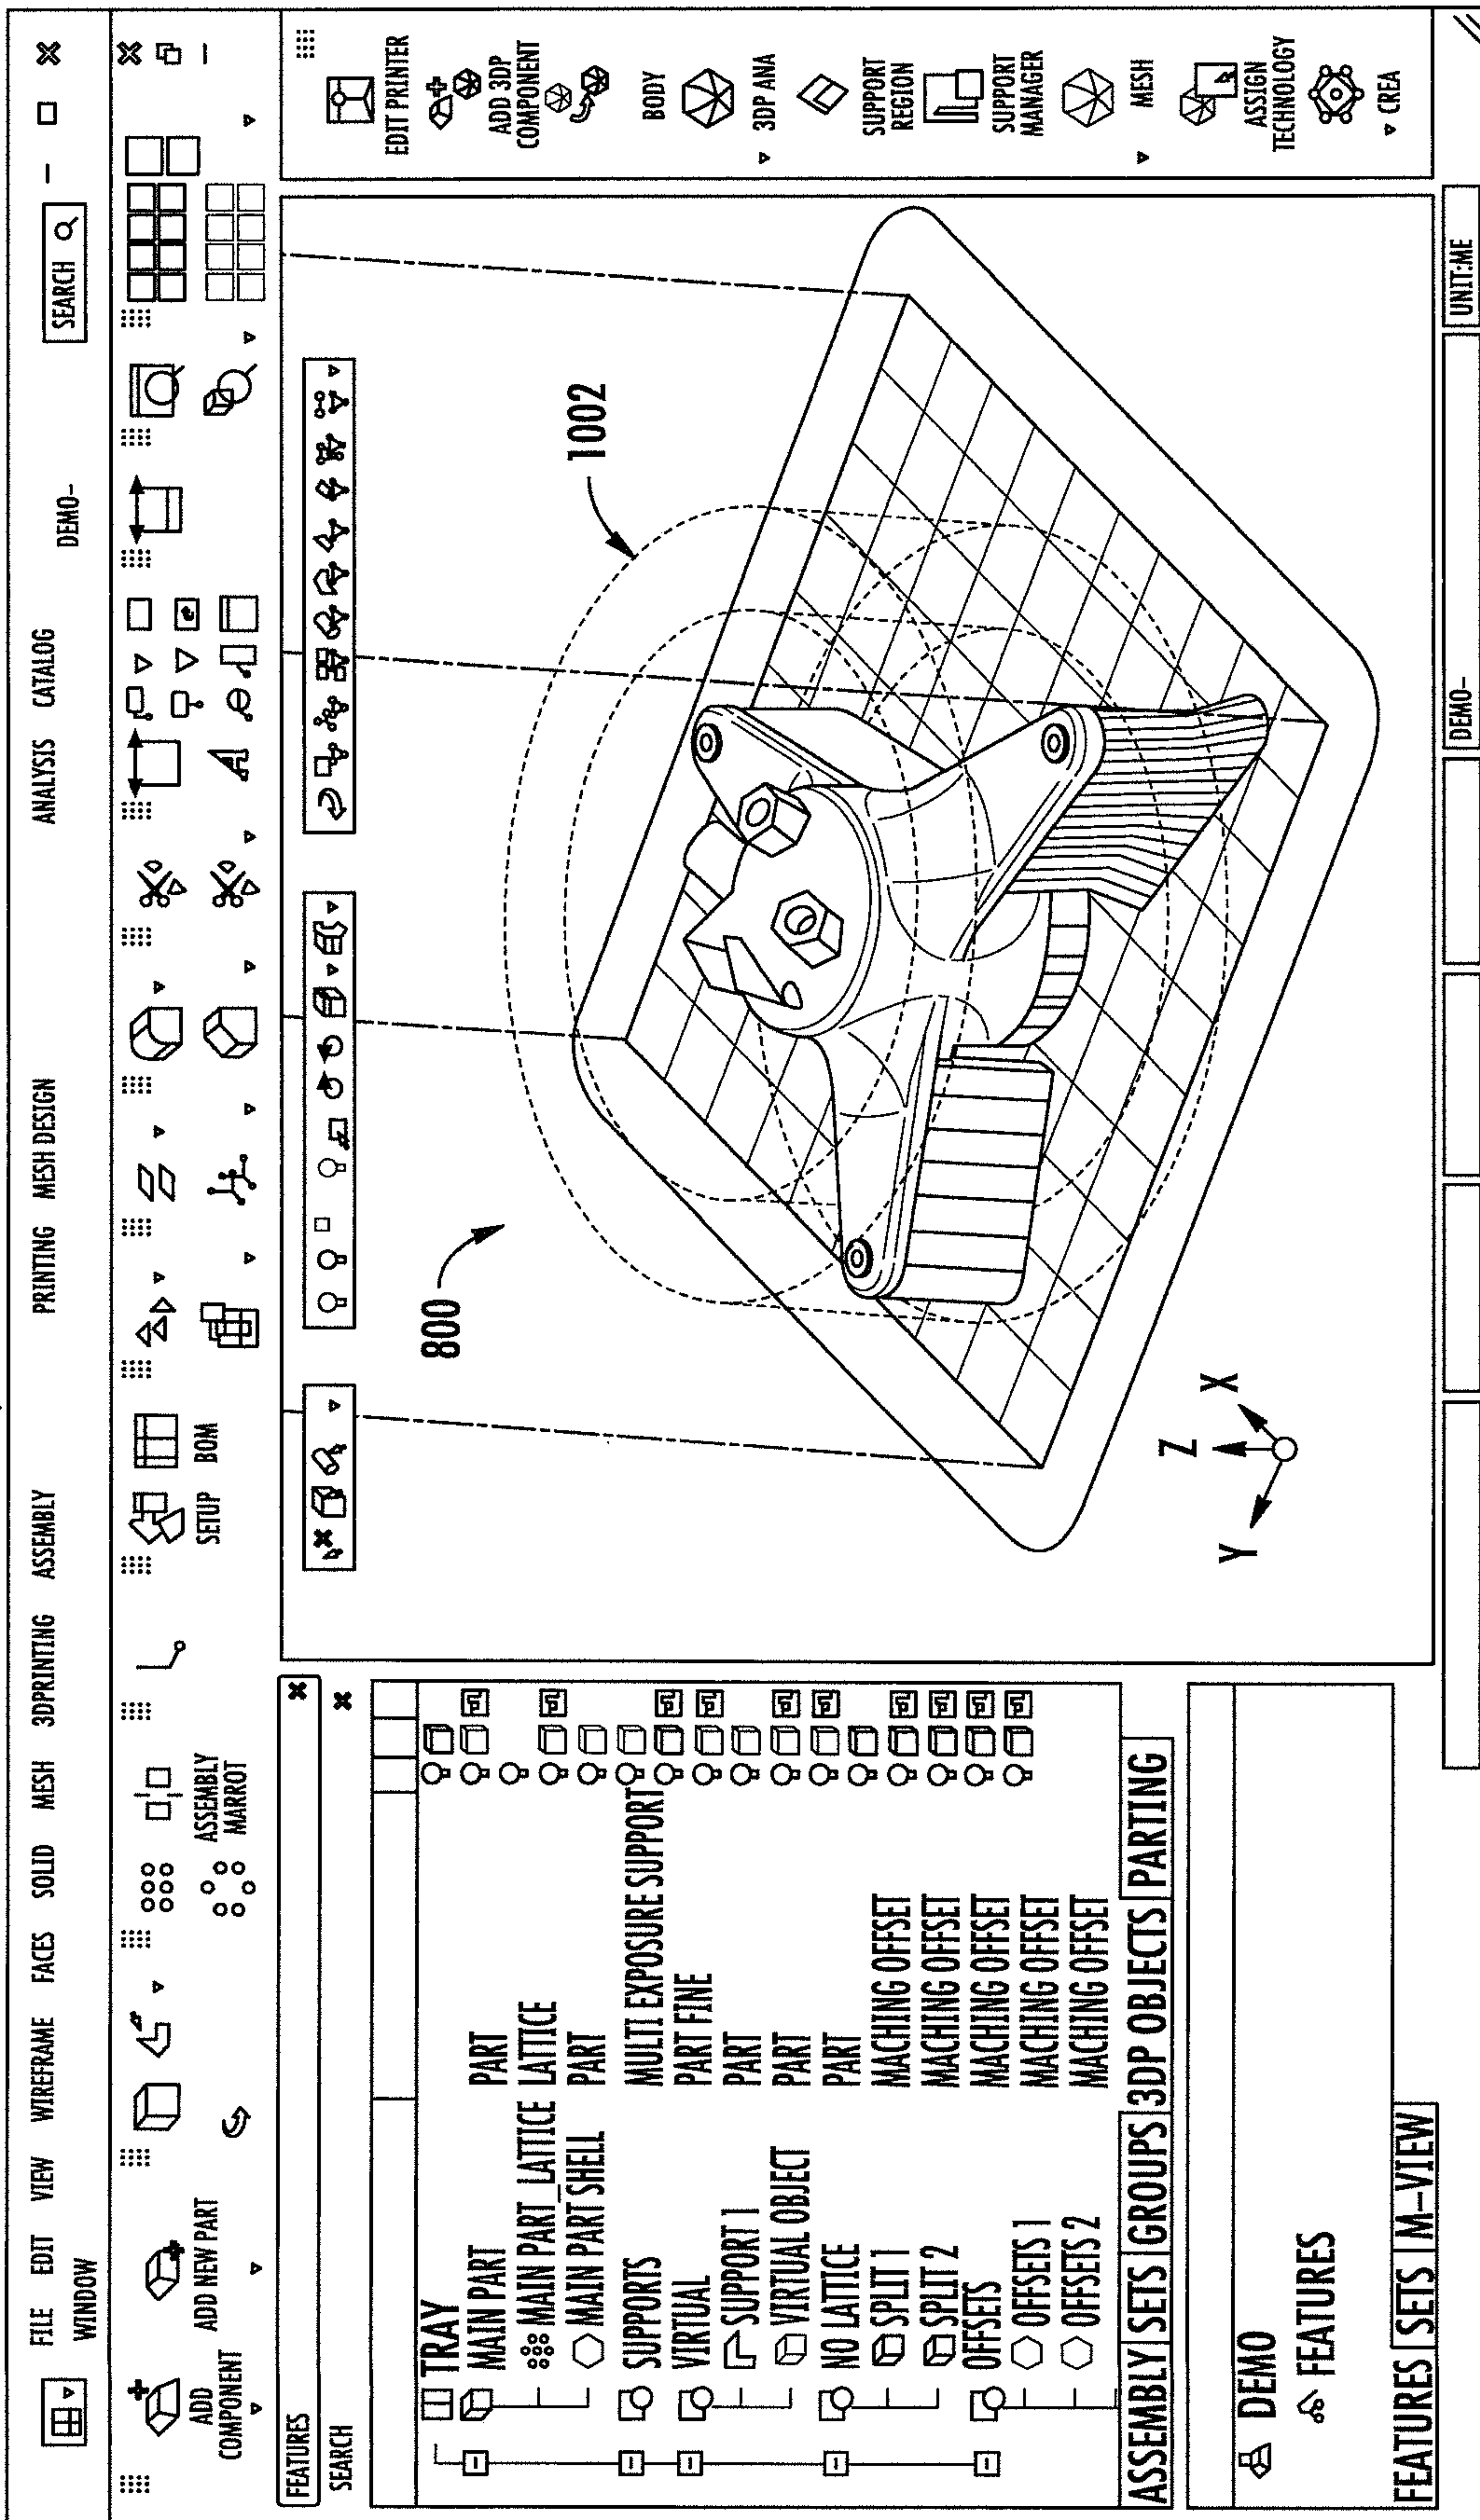 FILE EDIT VIEW WIREFRAME FACES SOLID MESH 3DPRINTING ASSEMBLY PRINTING MESH DESIGN ANALYSIS CATALOG DEMO-
SEARCH
WINDOW
ADD
COMPONENT
ADD NEW PART
ASSEMBLY
MARROT
SETUP
BOM
FEATURES
SEARCH
TRAY
MAIN PART PART
MAIN PART_LATTICE LATTICE
MAIN PART SHELL PART
SUPPORTS MULTI EXPOSURE SUPPORT
VIRTUAL PART FINE
SUPPORT 1 PART
VIRTUAL OBJECT PART
NO LATTICE PART
SPLIT 1 MACHING OFFSET
SPLIT 2 MACHING OFFSET
OFFSETS MACHING OFFSET
OFFSETS 1 MACHING OFFSET
OFFSETS 2 MACHING OFFSET
ASSEMBLY SETS GROUPS 3DP OBJECTS PARTING
DEMO
FEATURES
FEATURES SETS M-VIEW
800
1002
Z
X
Y
EDIT PRINTER
ADD 3DP
COMPONENT
BODY
3DP ANA
SUPPORT
REGION
SUPPORT
MANAGER
MESH
ASSIGN
TECHNOLOGY
CREA
DEMO-
UNIT:ME